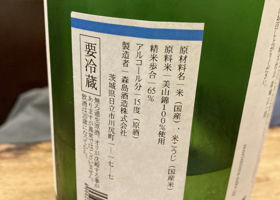 原材料名 米(国産)、米こうじ(国産米)
原料米 美山錦100%使用
精米歩合 65%
アルコール分 15度(原酒)
製造者 森島酒造株式会社
茨城県日立市川尻町1-17-7
要冷蔵